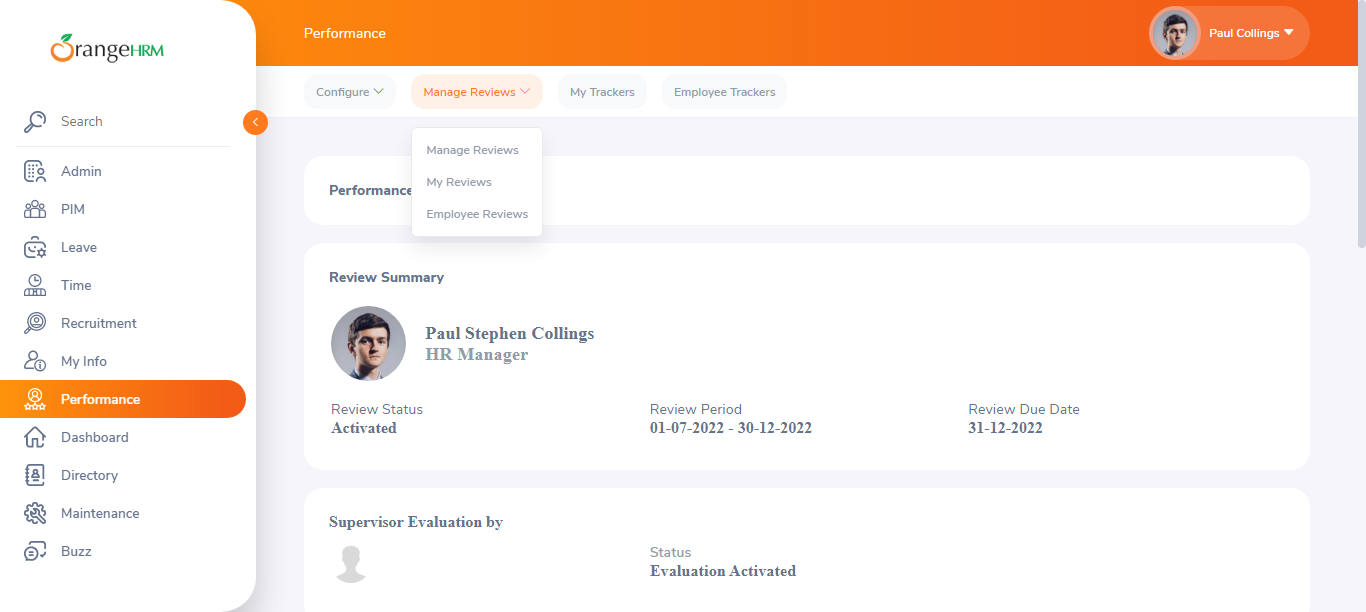 OrangeHRM
Performance
Paul Collings
Configure
Manage Reviews
My Trackers
Employee Trackers
Search
Admin
PIM
Leave
Time
Recruitment
My Info
Performance
Dashboard
Directory
Maintenance
Buzz
Manage Reviews
My Reviews
Employee Reviews
Performance
Review Summary
Paul Stephen Collings
HR Manager
Review Status
Activated
Review Period
01-07-2022 - 30-12-2022
Review Due Date
31-12-2022
Supervisor Evaluation by
Status
Evaluation Activated